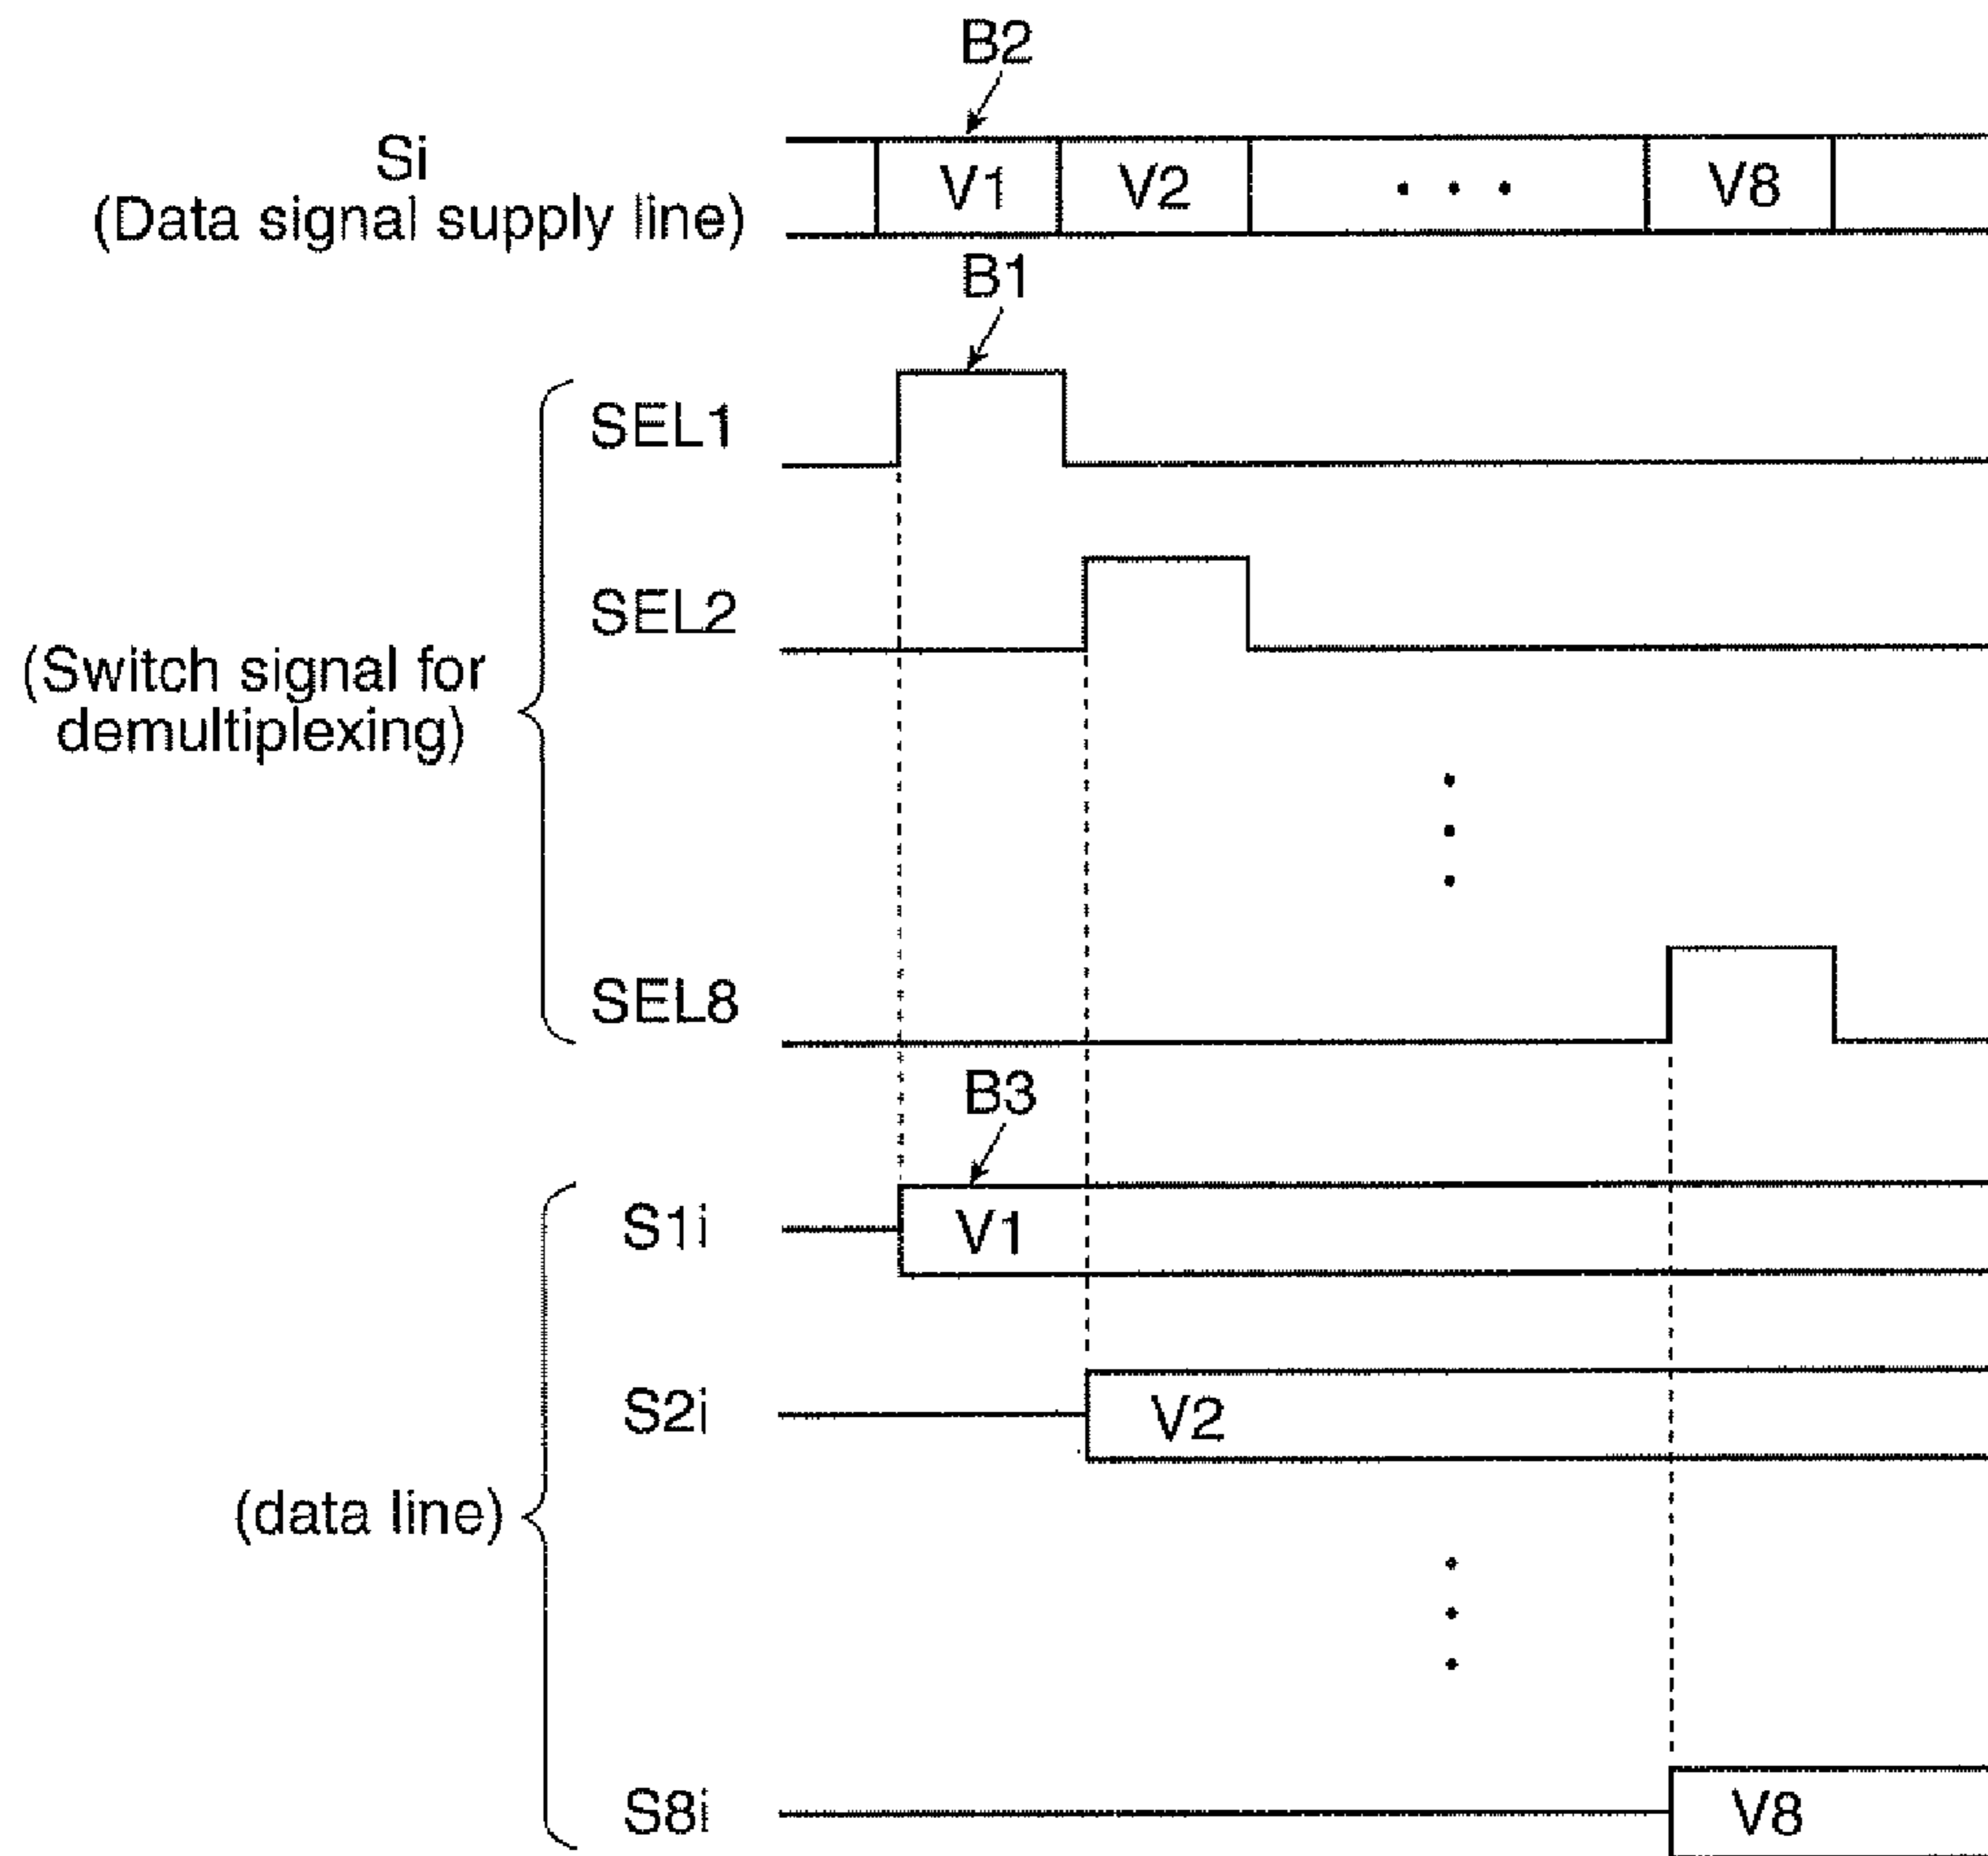 B2
Si
(Data signal supply line)
V1
V2
V8
B1
SEL1
SEL2
(Switch signal for
demultiplexing)
SEL8
B3
S1i
V1
S2i
V2
(data line)
S8i
V8